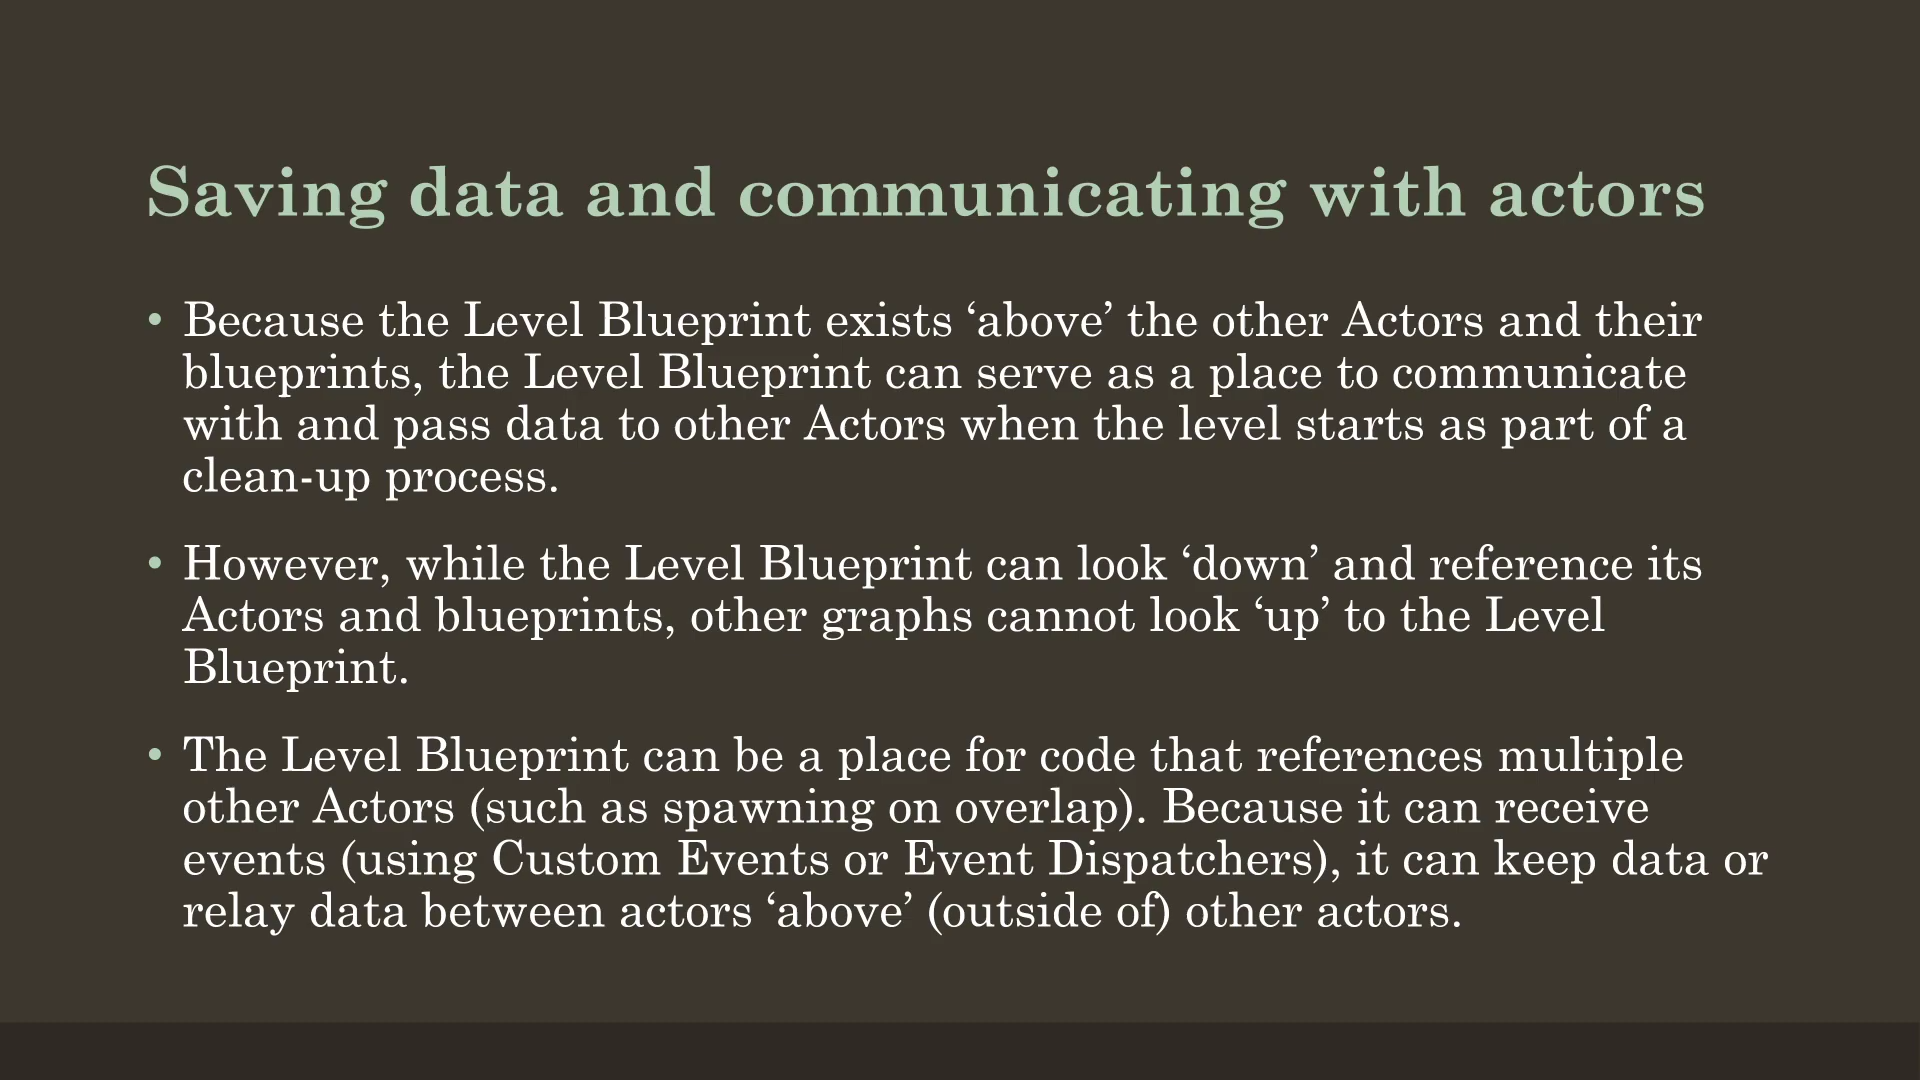 Saving data and communicating with actors
• Because the Level Blueprint exists ‘above’ the other Actors and their
blueprints, the Level Blueprint can serve as a place to communicate
with and pass data to other Actors when the level starts as part of a
clean-up process.
• However, while the Level Blueprint can look ‘down’ and reference its
Actors and blueprints, other graphs cannot look ‘up’ to the Level
Blueprint.
• The Level Blueprint can be a place for code that references multiple
other Actors (such as spawning on overlap). Because it can receive
events (using Custom Events or Event Dispatchers), it can keep data or
relay data between actors ‘above’ (outside of) other actors.